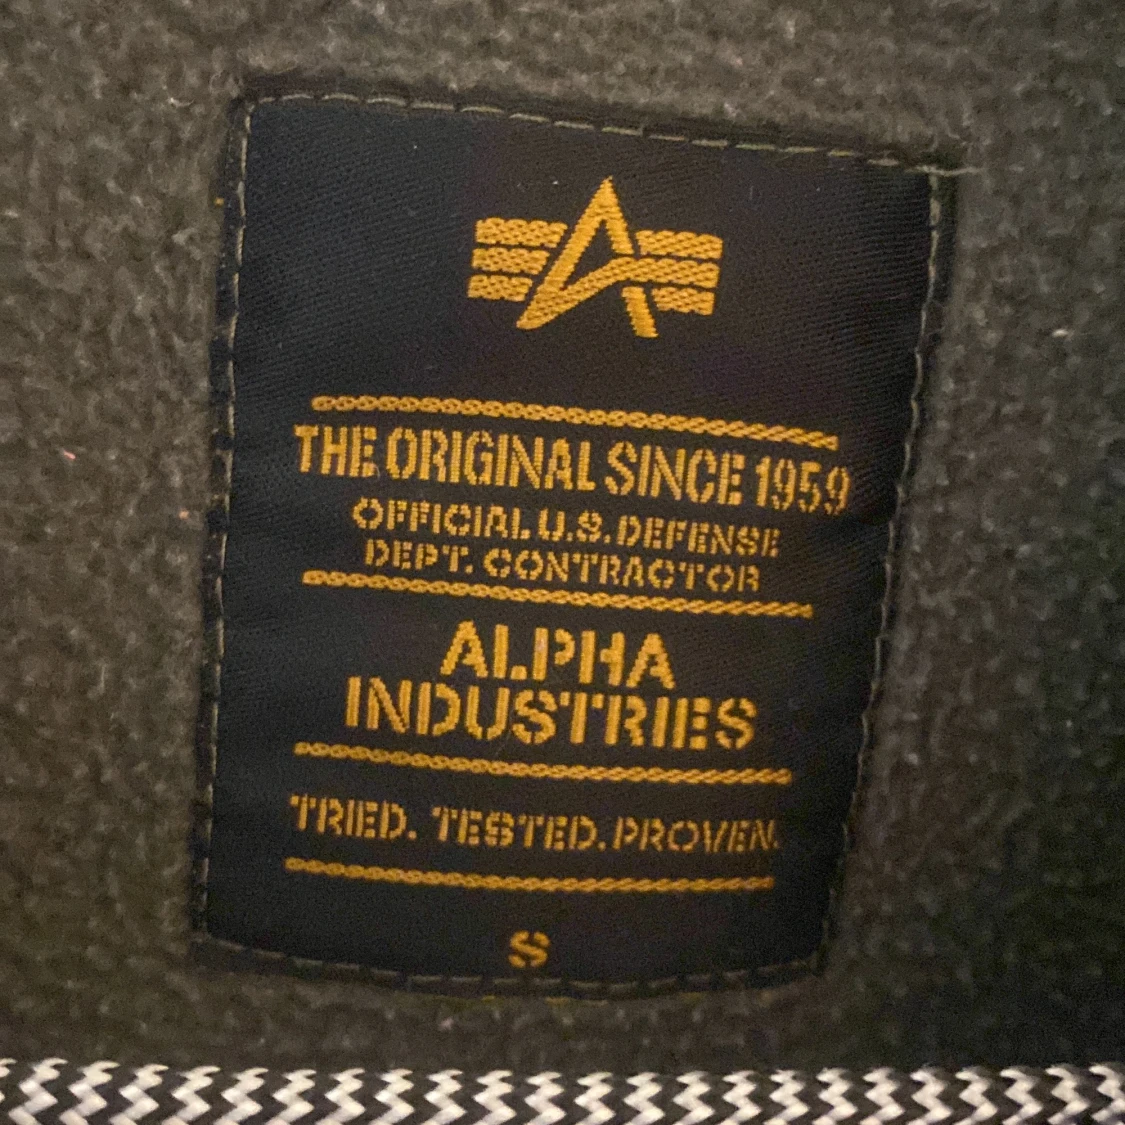 THE ORIGINAL SINCE 1959
OFFICIAL U.S. DEFENSE
DEPT. CONTRACTOR
ALPHA
INDUSTRIES
TRIED. TESTED. PROVEN.
S